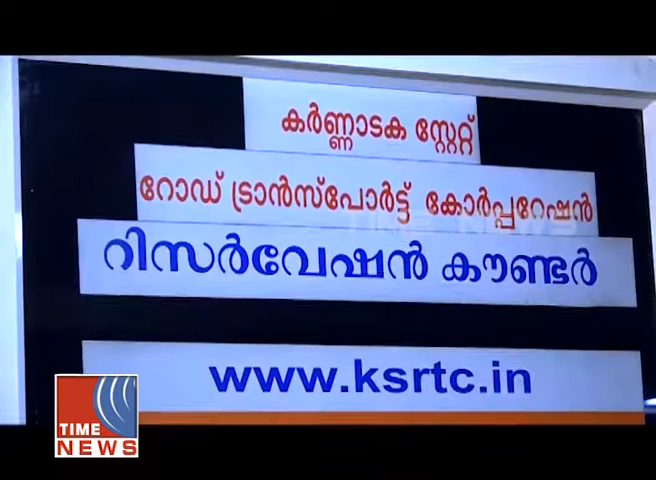 കർണ്ണാടക സ്റ്റേറ്റ്
റോഡ് ട്രാൻസ്പോർട്ട് കോർപ്പറേഷൻ
റിസർവേഷൻ കൗണ്ടർ
www.ksrtc.in
TIME
NEWS